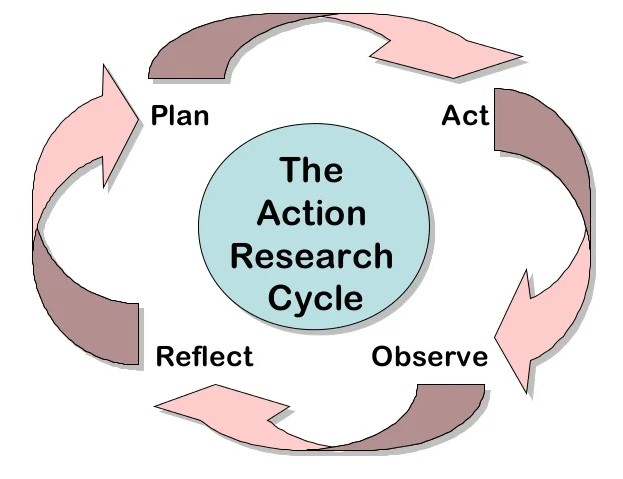 Plan
Act
The
Action
Research
Cycle
Reflect
Observe